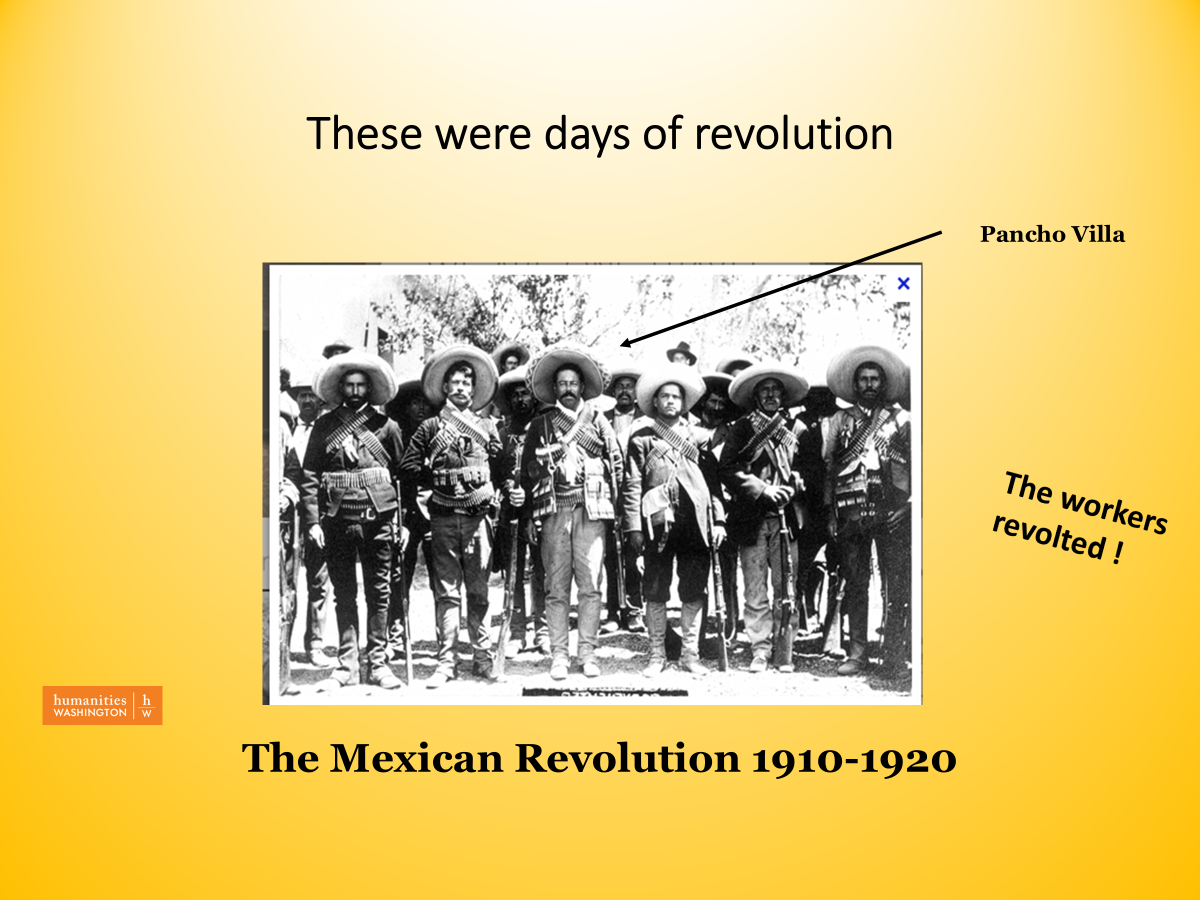 These were days of revolution
Pancho Villa
The workers
revolted !
humanities
WASHINGTON
h
w
The Mexican Revolution 1910-1920